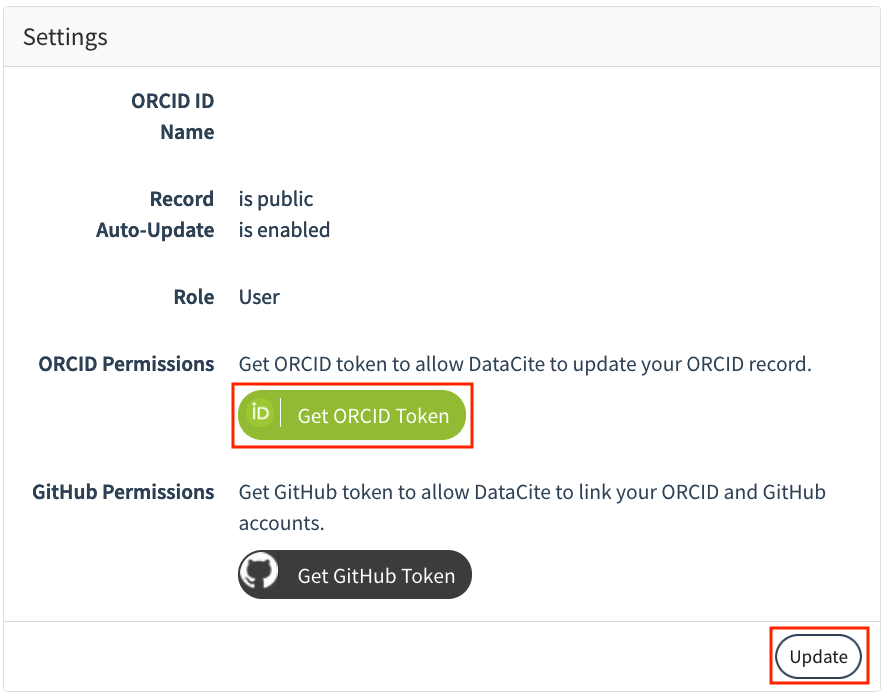 Settings
ORCID ID
Name
Record is public
Auto-Update is enabled
Role User
ORCID Permissions Get ORCID token to allow DataCite to update your ORCID record.
iD Get ORCID Token
GitHub Permissions Get GitHub token to allow DataCite to link your ORCID and GitHub
accounts.
Get GitHub Token
Update